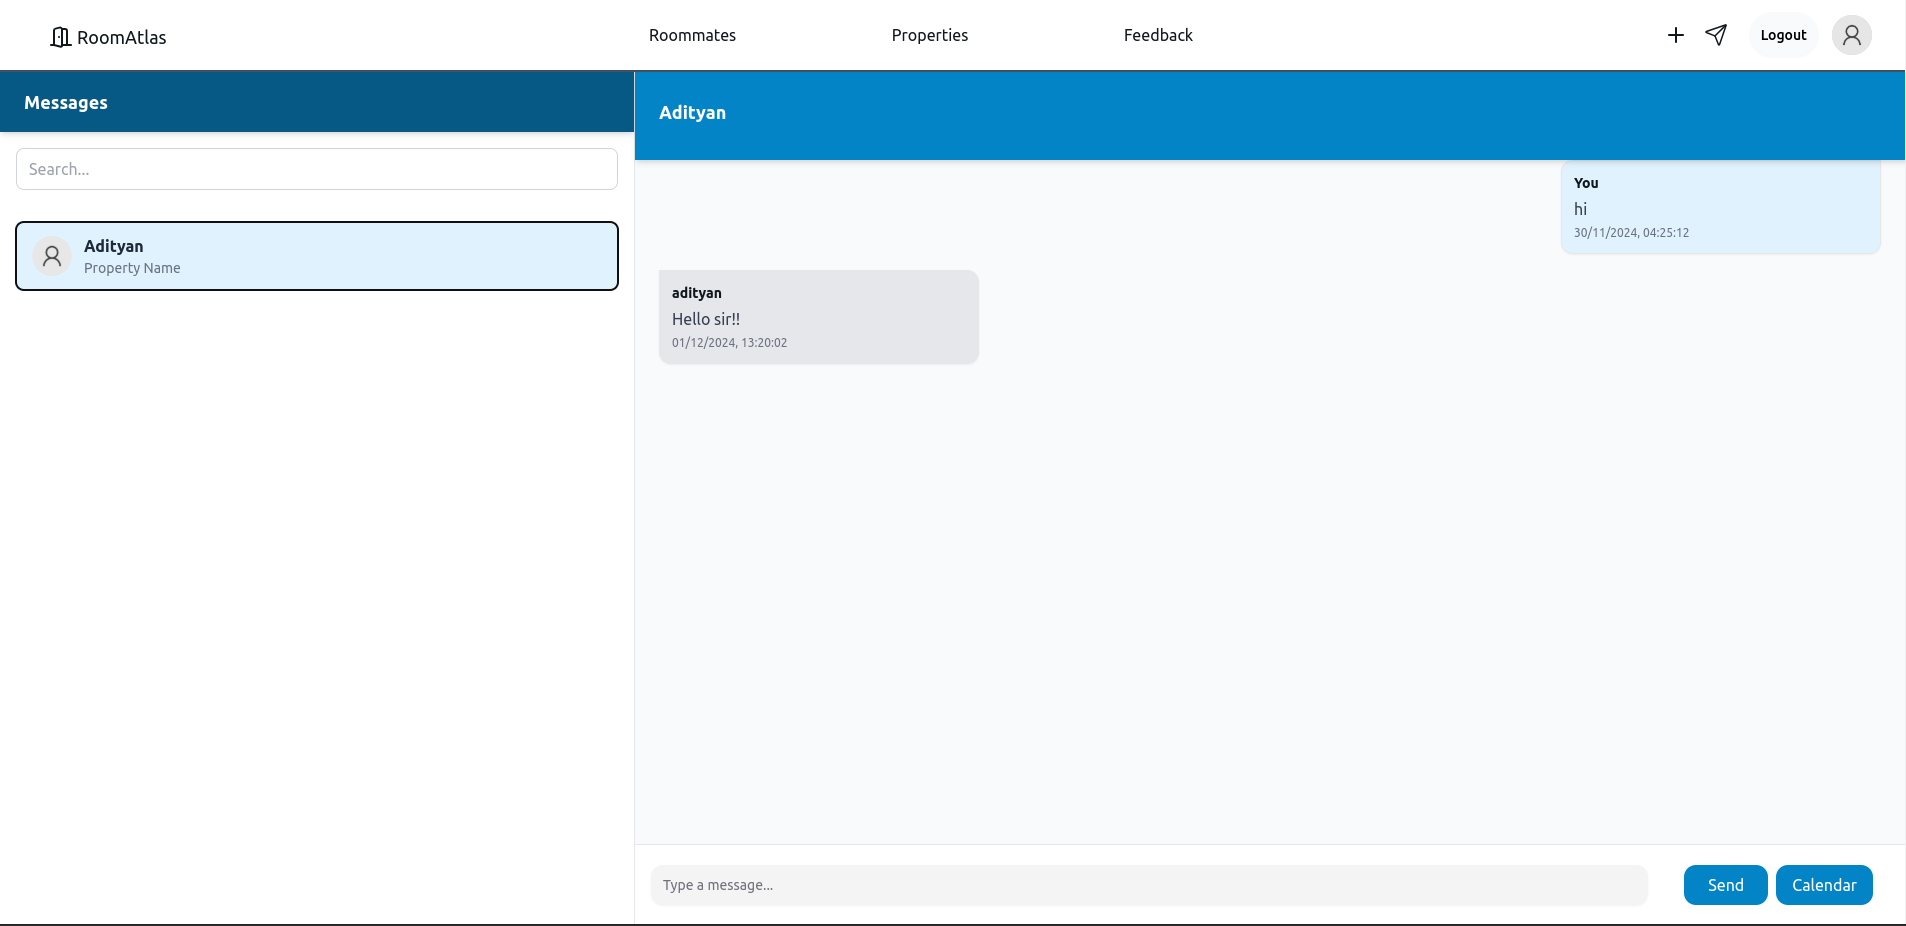 RoomAtlas
Roommates
Properties
Feedback
Logout
Messages
Search...
Adityan
Property Name
Adityan
You
hi
30/11/2024, 04:25:12
adityan
Hello sir!!
01/12/2024, 13:20:02
Type a message...
Send
Calendar